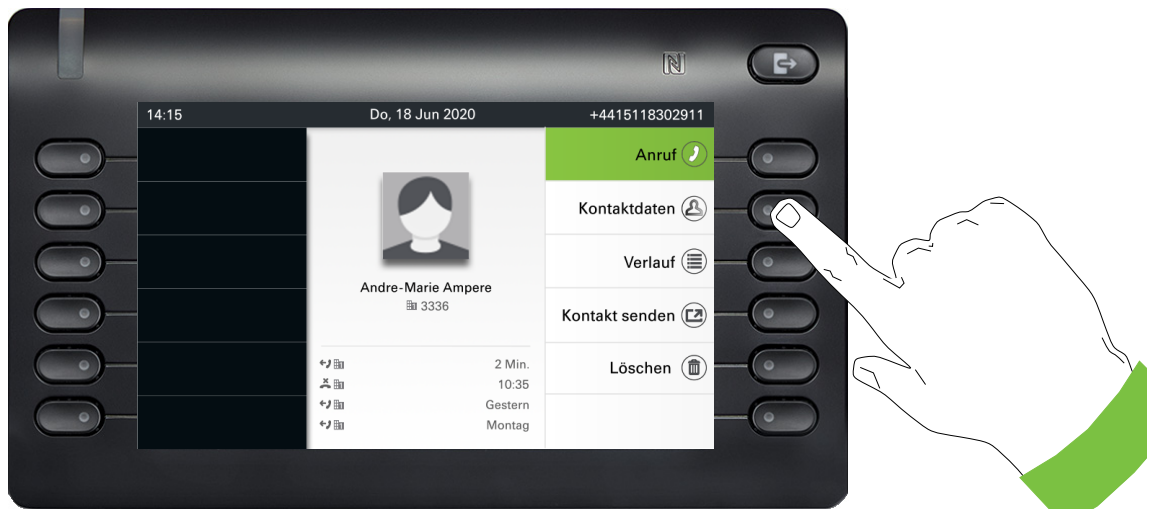 14:15 Do, 18 Jun 2020 +4415118302911
Anruf
Kontaktdaten
Verlauf
Andre-Marie Ampere
3336
Kontakt senden
2 Min.
Löschen
10:35
Gestern
Montag